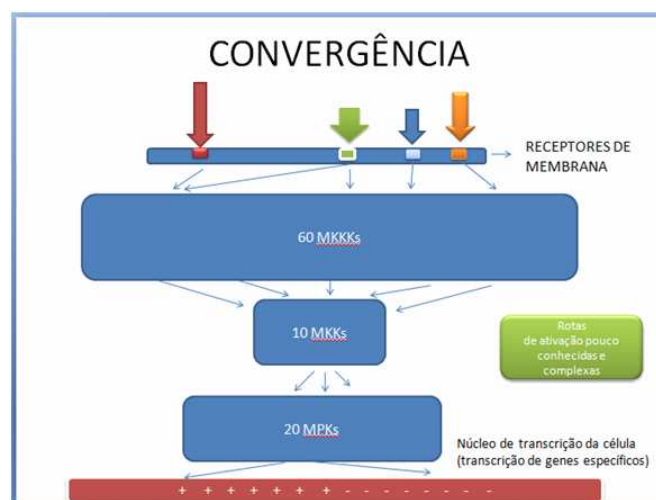 CONVERGÊNCIA
RECEPTORES DE
MEMBRANA
60 MKKKs
10 MKKs
Rotas
de ativação pouco
conhecidas e
complexas
20 MPKs
Núcleo de transcrição da célula
(transcrição de genes específicos)
+ + + + + + + - - - - - - - -